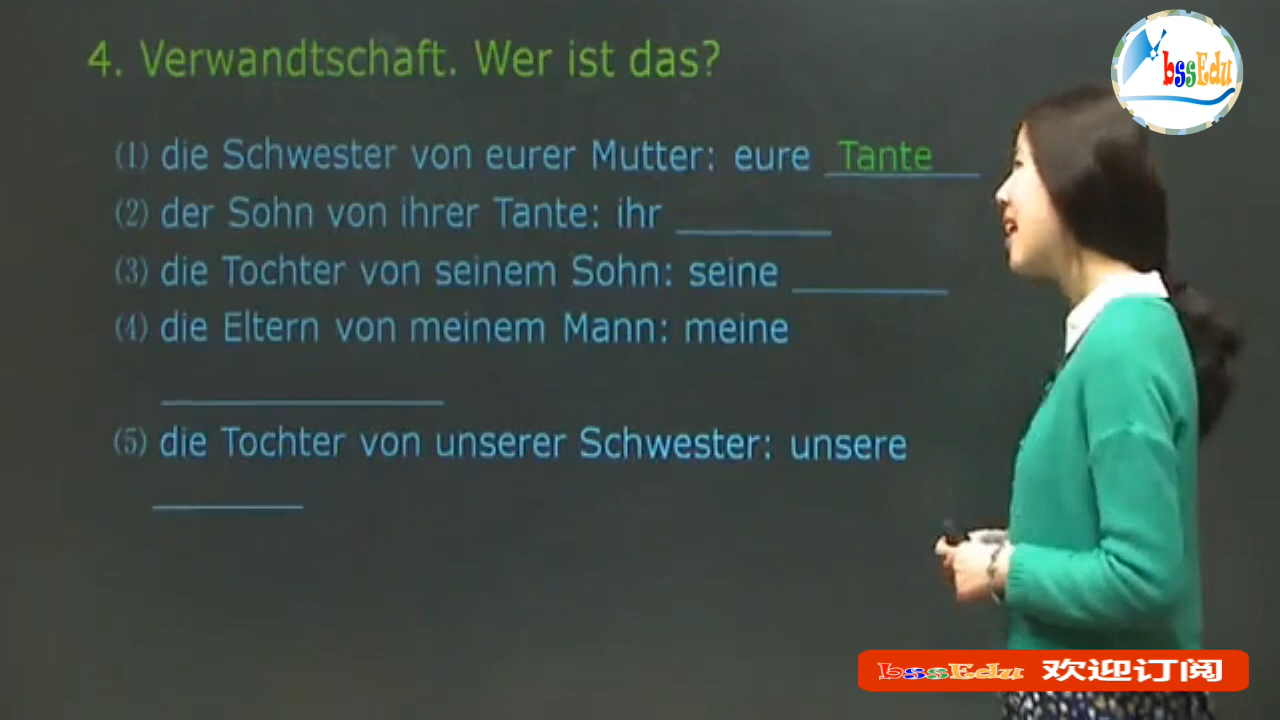 bssEdu
4. Verwandtschaft. Wer ist das?
(1) die Schwester von eurer Mutter: eure Tante
(2) der Sohn von ihrer Tante: ihr
(3) die Tochter von seinem Sohn: seine
(4) die Eltern von meinem Mann: meine
(5) die Tochter von unserer Schwester: unsere
bssEdu 欢迎订阅